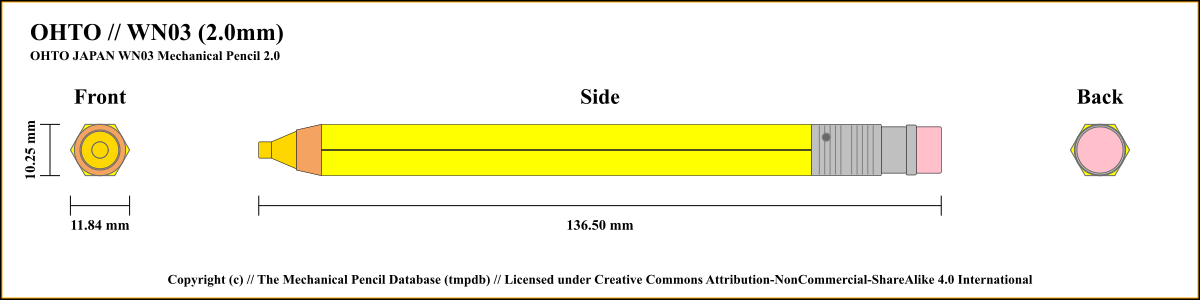 OHTO // WN03 (2.0mm)
OHTO JAPAN WN03 Mechanical Pencil 2.0
Front
Side
Back
10.25 mm
11.84 mm
136.50 mm
Copyright (c) // The Mechanical Pencil Database (tmpdb) // Licensed under Creative Commons Attribution-NonCommercial-ShareAlike 4.0 International